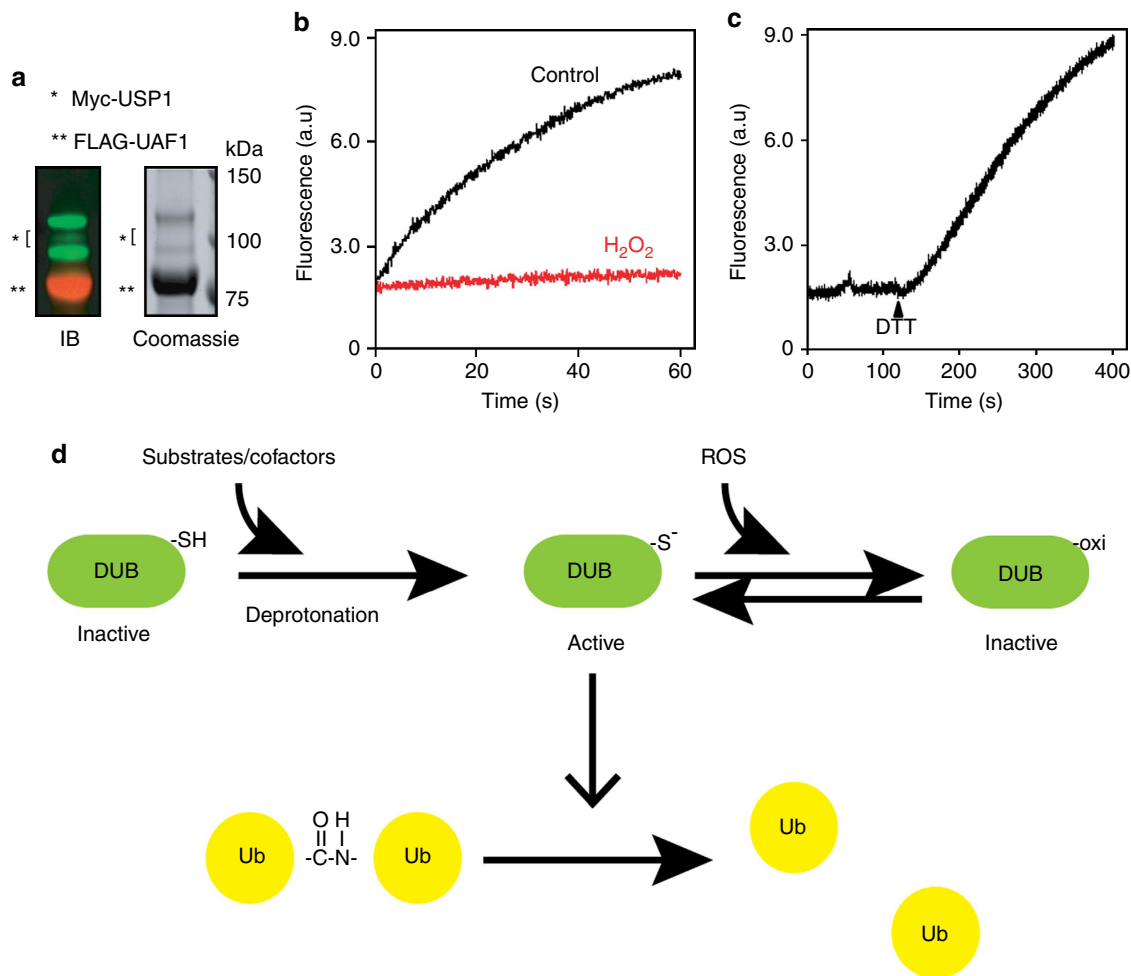 a
* Myc-USP1
** FLAG-UAF1
kDa
150
100
75
* [
**
* [
**
IB
Coomassie
b
9.0
6.0
3.0
0
Fluorescence (a.u)
Control
H₂O₂
0 20 40 60
Time (s)
c
9.0
6.0
3.0
0
Fluorescence (a.u)
DTT
0 100 200 300 400
Time (s)
d
Substrates/cofactors
ROS
-SH
-S⁻
-oxi
DUB
DUB
DUB
Deprotonation
Inactive
Active
Inactive
O H
-C-N-
Ub
Ub
Ub
Ub